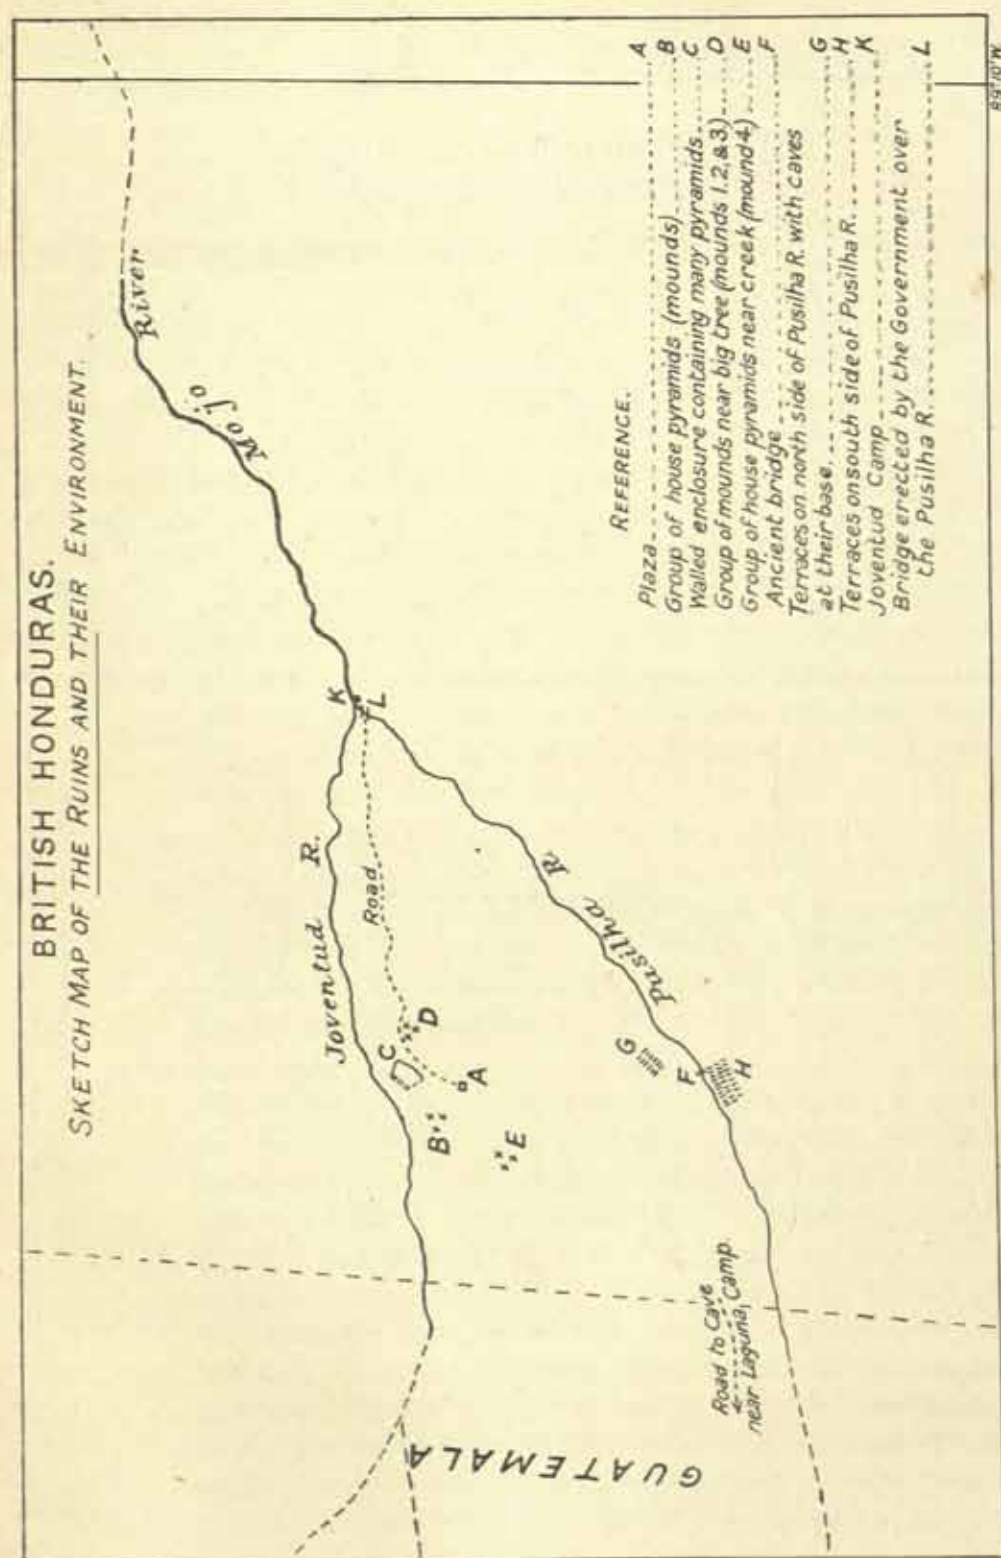 BRITISH HONDURAS.
SKETCH MAP OF THE RUINS AND THEIR ENVIRONMENT.
River
Mojo
K
L
Joventud R.
Road
C
D
B
A
E
Pusilha R.
G
F
H
Road to Cave
near Laguna Camp.
GUATEMALA
REFERENCE.
Plaza A
Group of house pyramids (mounds) B
Walled enclosure containing many pyramids C
Group of mounds near big tree (mounds 1.2, & 3.) D
Group of house pyramids near creek (mound 4.) E
Ancient bridge F
Terraces on north side of Pusilha R. with caves
at their base. G
Terraces on south side of Pusilha R. H
Joventud Camp K
Bridge erected by the Government over
the Pusilha R. L
89°10'W.